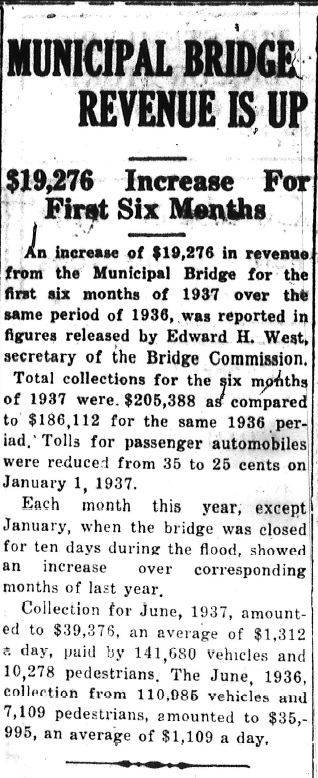 MUNICIPAL BRIDGE
REVENUE IS UP
$19,276 Increase For
First Six Months
An increase of $19,276 in revenue
from the Municipal Bridge for the
first six months of 1937 over the
same period of 1936, was reported in
figures released by Edward H. West,
secretary of the Bridge Commission.
Total collections for the six months
of 1937 were. $205,388 as compared
to $186,112 for the same 1936 per-
iad. Tolls for passenger automobiles
were reduced from 35 to 25 cents on
January 1, 1937.
Each month this year, except
January, when the bridge was closed
for ten days during the flood, showed
an increase over corresponding
months of last year.
Collection for June, 1937, amount-
ed to $39,376, an average of $1,312
a day, paid by 141,680 vehicles and
10,278 pedestrians. The June, 1936,
collection from 110,985 vehicles and
7,109 pedestrians, amounted to $35,-
995, an average of $1,109 a day.